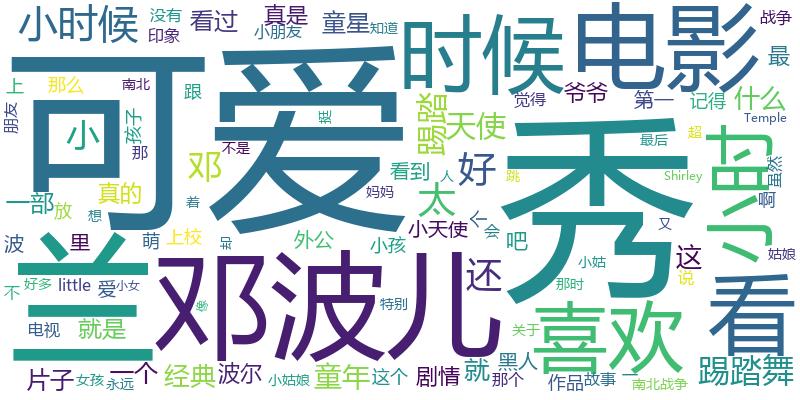 小时候
没有
印象
看过
真是
小朋友
童星
知道
时候
电影
战争
最
上
那么
南北
跟
可爱
觉得
爷爷
第一
记得
什么
朋友
小
孩子
挺
踢踏
天使
Temple
那
不是
最后
超
小时
虽然
邓
看到
好
秀
真的
妈妈
人
跳
Shirley
啊
一部
放
想
着
太
个
会
又
波
里
萌
上校
呆
外公
小孩
小天使
吧
这
姑娘
兰
不
好多
little
爱
小女
邓波儿
还
小姑
那时
说
看
电视
就是
特别
关于
喜欢
片子
女孩
永远
一个
经典
波尔
小姑娘
童年
这个
剧情
就
那个
黑人
作品
故事
一
南北战争
踢踏舞